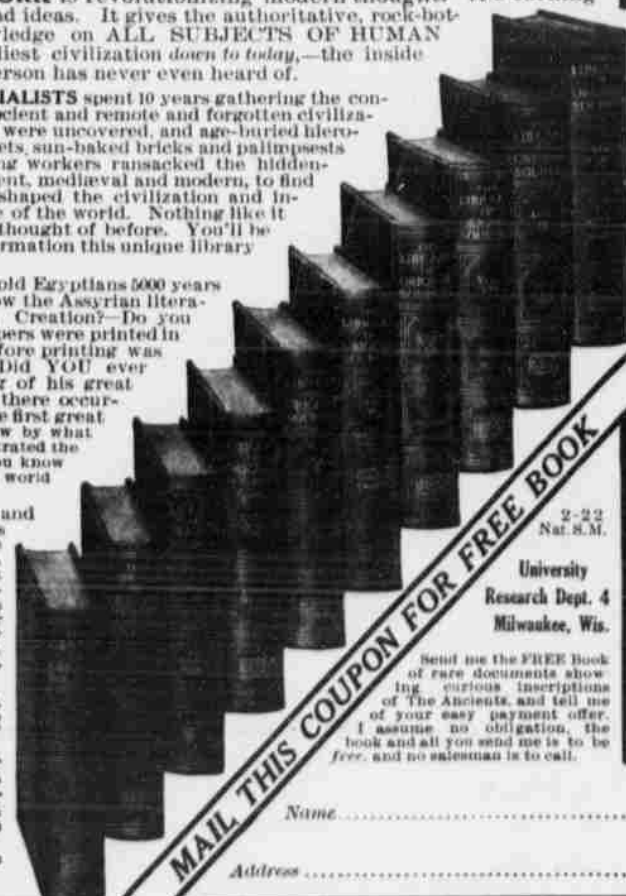 is revolutionizing modern thought
nd ideas. It gives the authoritative, rock-bot-
ledge on ALL SUBJECTS OF HUMAN
liest civilization down to today,—the inside
erson has never even heard of.
IALISTS spent 10 years gathering the con-
cient and remote and forgotten civiliza-
were uncovered, and age-buried hiero-
ets, sun-baked bricks and palimpsests
ng workers ransacked the hidden-
ent, mediæval and modern, to find
shaped the civilization and in-
e of the world. Nothing like it
thought of before. You'll be
ormation this unique library
old Egyptians 5000 years
ow the Assyrian litera-
Creation?—Do you
pers were printed in
fore printing was
Did YOU ever
g of his great
there occur-
e first great
w by what
trated the
ou know
world
and
MAIL THIS COUPON FOR FREE BOOK
2-22
Nat. S.M.
University
Research Dept. 4
Milwaukee, Wis.
Send me the FREE Book
of rare documents show-
ing curious inscriptions
of The Ancients, and tell me
of your easy payment offer.
I assume no obligation, the
book and all you send me is to be
free, and no salesman is to call.
Name
Address